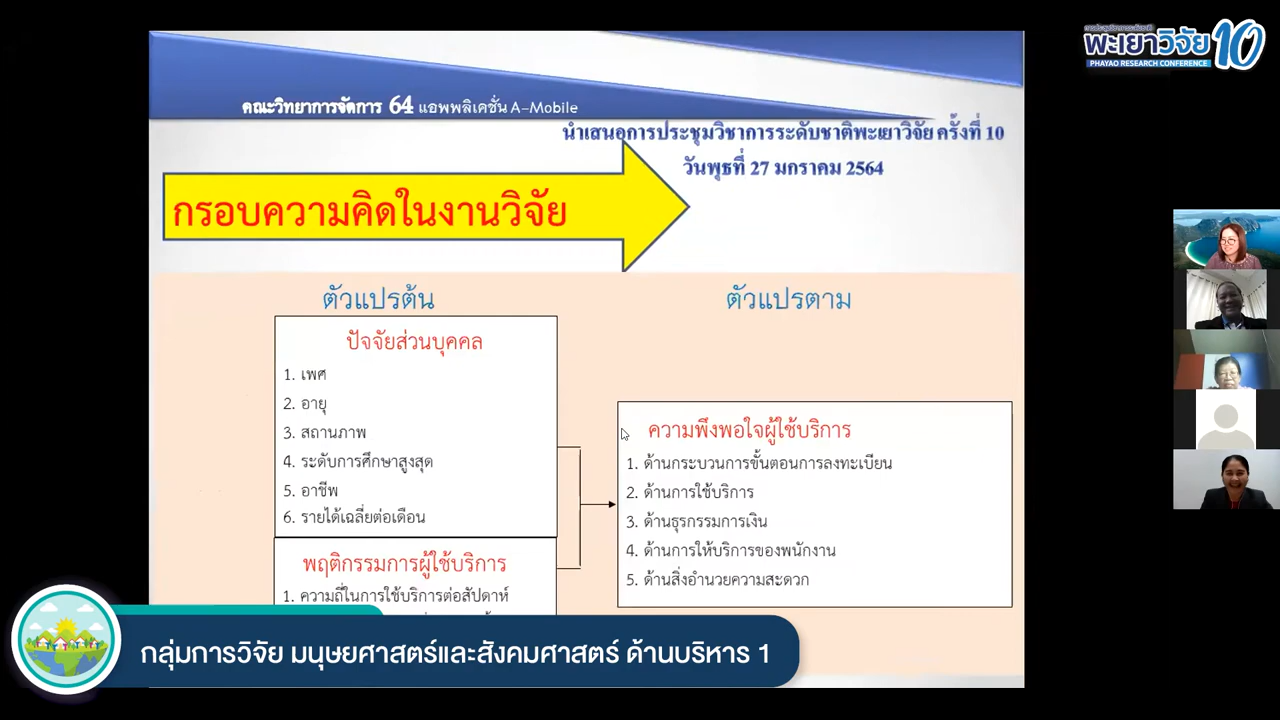 พะเยาวิจัย 10
PHAYAO RESEARCH CONFERENCE
คณะวิทยาการจัดการ 64 แอพพลิเคชั่น A-Mobile
นำเสนอการประชุมวิชาการระดับชาติพะเยาวิจัย ครั้งที่ 10
วันพุธที่ 27 มกราคม 2564
กรอบความคิดในงานวิจัย
ตัวแปรต้น
ปัจจัยส่วนบุคคล
1. เพศ
2. อายุ
3. สถานภาพ
4. ระดับการศึกษาสูงสุด
5. อาชีพ
6. รายได้เฉลี่ยต่อเดือน
พฤติกรรมการผู้ใช้บริการ
1. ความถี่ในการใช้บริการต่อสัปดาห์
ตัวแปรตาม
ความพึงพอใจผู้ใช้บริการ
1. ด้านกระบวนการขั้นตอนการลงทะเบียน
2. ด้านการใช้บริการ
3. ด้านธุรกรรมการเงิน
4. ด้านการให้บริการของพนักงาน
5. ด้านสิ่งอำนวยความสะดวก
กลุ่มการวิจัย มนุษยศาสตร์และสังคมศาสตร์ ด้านบริหาร 1